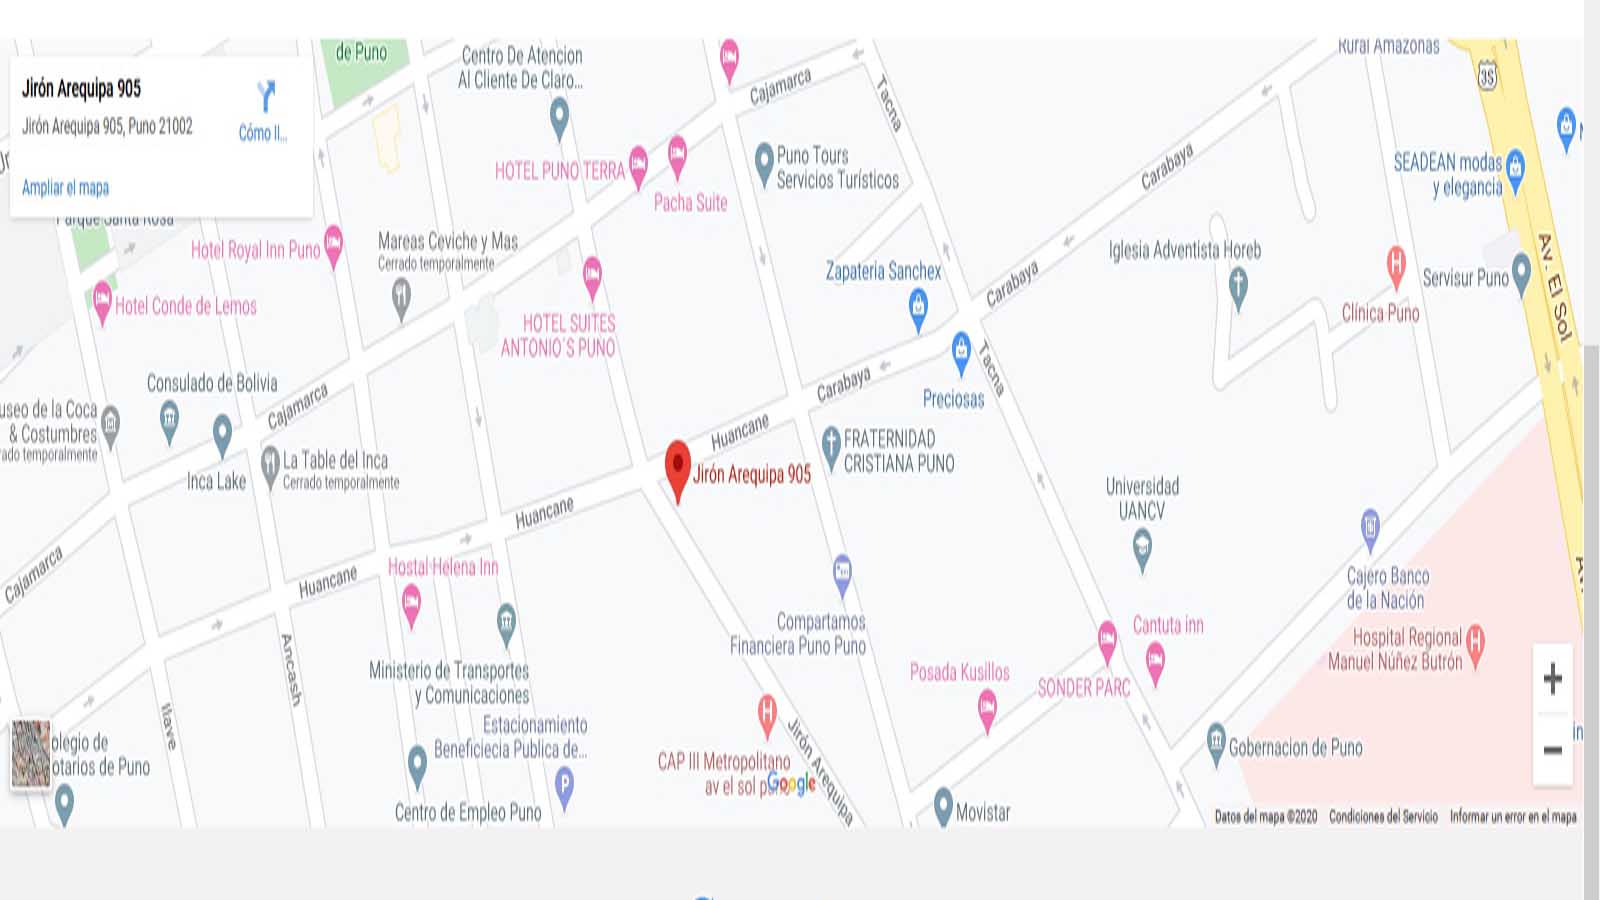 Jirón Arequipa 905
Jirón Arequipa 905, Puno 21002
Cómo ll...
Ampliar el mapa
de Puno
Centro De Atencion
Al Cliente De Claro...
Cajamarca
Tacna
Rural Amazonas
35
Carabaya
SEADEAN modas
y elegancia
HOTEL PUNO TERRA
Pacha Suite
Puno Tours
Servicios Turísticos
Parque Santa Rosa
Hotel Royal Inn Puno
Mareas Ceviche y Mas
Cerrado temporalmente
Hotel Conde de Lemos
HOTEL SUITES
ANTONIO´S PUNO
Zapateria Sanchex
Carabaya
Iglesia Adventista Horeb
Clínica Puno
Servisur Puno
Av. El Sol
Consulado de Bolivia
Cajamarca
useo de la Coca
& Costumbres
rado temporalmente
Inca Lake
La Table del Inca
Cerrado temporalmente
Carabaya
Preciosas
Tacna
Huancane
Jirón Arequipa 905
FRATERNIDAD
CRISTIANA PUNO
Universidad
UANCV
Huancane
Cajamarca
Huancane
Hostal Helena Inn
Cajero Banco
de la Nación
Compartamos
Financiera Puno Puno
Ancash
Ministerio de Transportes
y Comunicaciones
Posada Kusillos
SONDER PARC
Cantuta inn
Hospital Regional
Manuel Núñez Butrón
Ilave
olegio de
otarios de Puno
Estacionamiento
Beneficiecia Publica de...
P
Centro de Empleo Puno
CAP III Metropolitano
av el sol
Google
Jirón Arequipa
Movistar
Gobernacion de Puno
+
−
Datos del mapa ©2020 Condiciones del Servicio Informar un error en el mapa